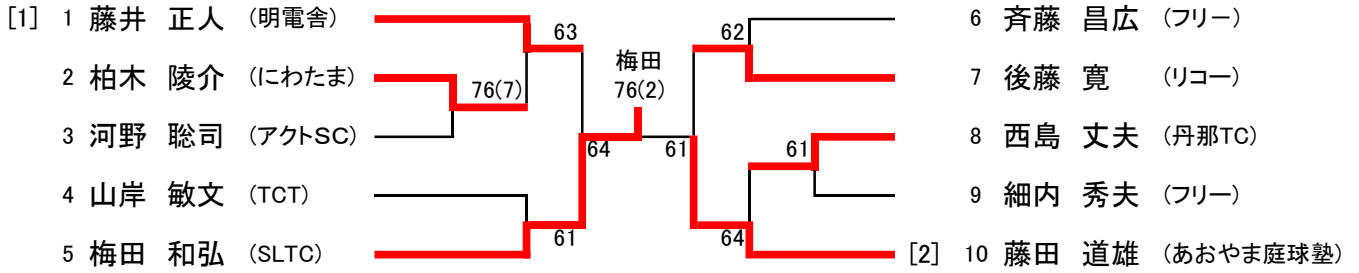 [1] 1 藤井 正人 (明電舎)
63
2 柏木 陵介 (にわたま)
76(7)
3 河野 聡司 (アクトSC)
4 山岸 敏文 (TCT)
61
5 梅田 和弘 (SLTC)
64
梅田
76(2)
61
6 斉藤 昌広 (フリー)
62
7 後藤 寛 (リコー)
8 西島 丈夫 (丹那TC)
61
9 細内 秀夫 (フリー)
64
[2] 10 藤田 道雄 (あおやま庭球塾)